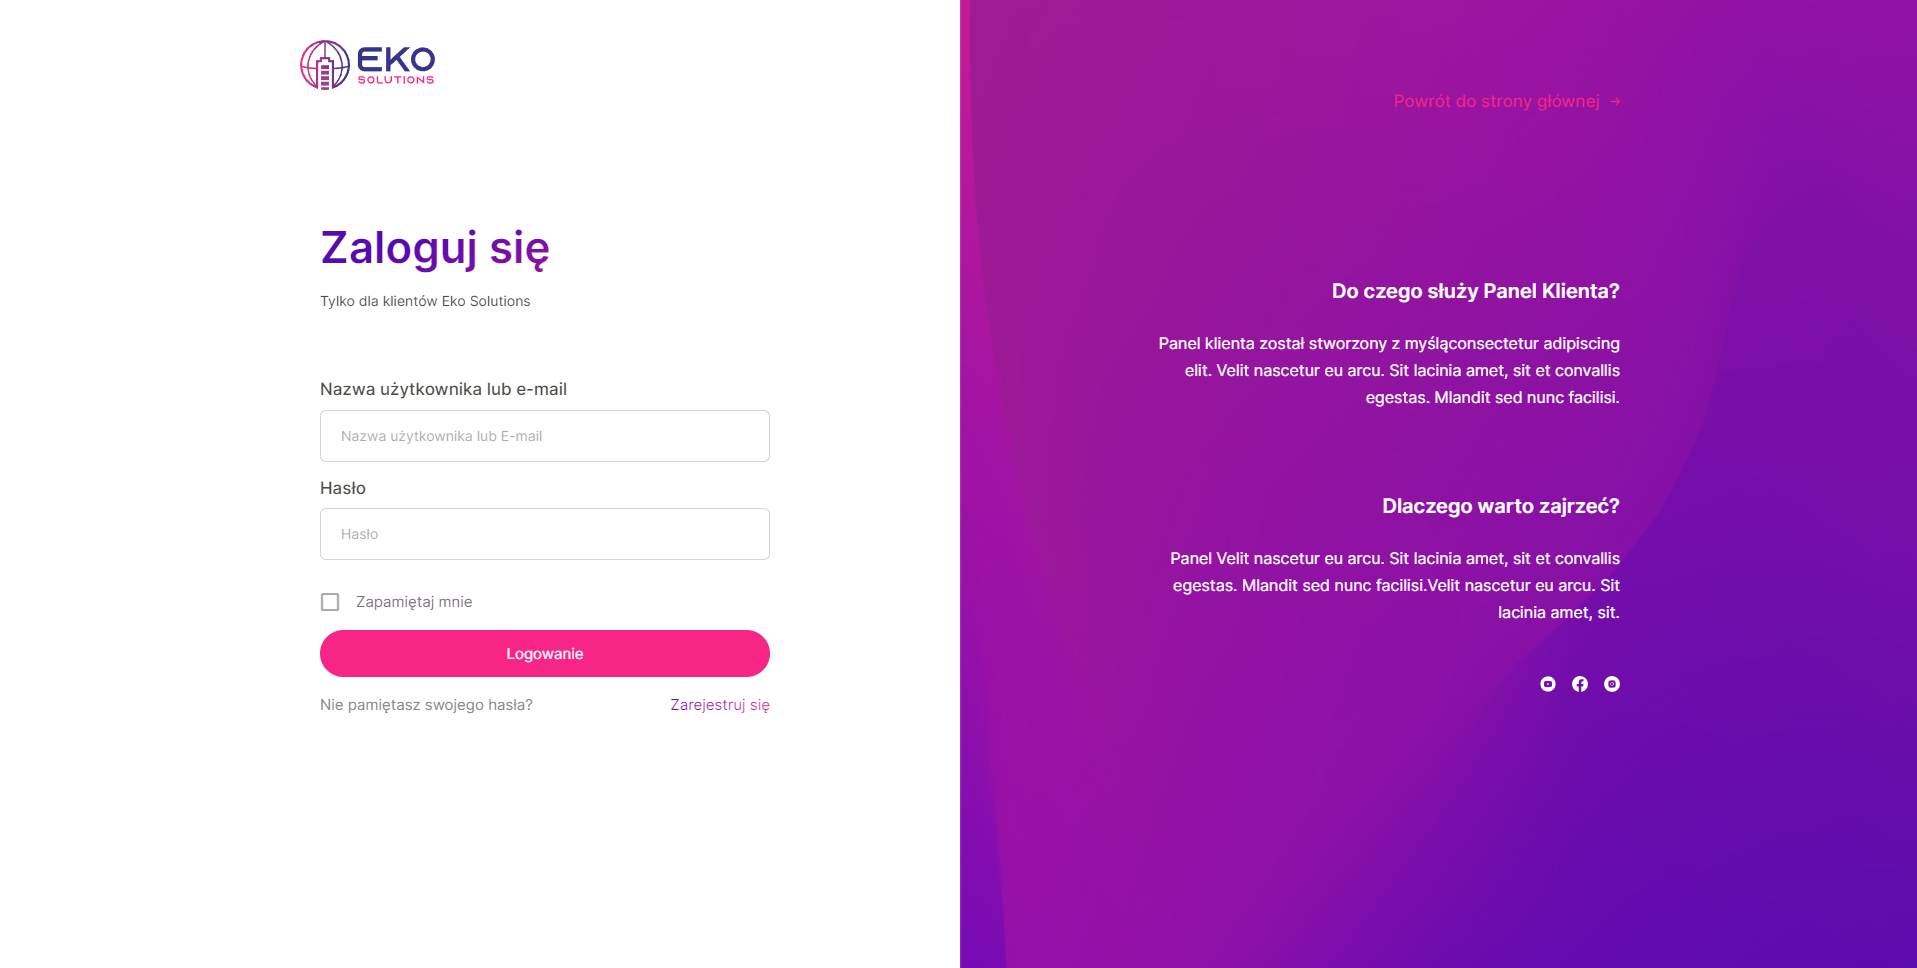 EKO
SOLUTIONS
Zaloguj się
Tylko dla klientów Eko Solutions
Nazwa użytkownika lub e-mail
Nazwa użytkownika lub E-mail
Hasło
Hasło
Zapamiętaj mnie
Logowanie
Nie pamiętasz swojego hasła?
Zarejestruj się
Powrót do strony głównej →
Do czego służy Panel Klienta?
Panel klienta został stworzony z myśląconsectetur adipiscing
elit. Velit nascetur eu arcu. Sit lacinia amet, sit et convallis
egestas. Mlandit sed nunc facilisi.
Dlaczego warto zajrzeć?
Panel Velit nascetur eu arcu. Sit lacinia amet, sit et convallis
egestas. Mlandit sed nunc facilisi.Velit nascetur eu arcu. Sit
lacinia amet, sit.